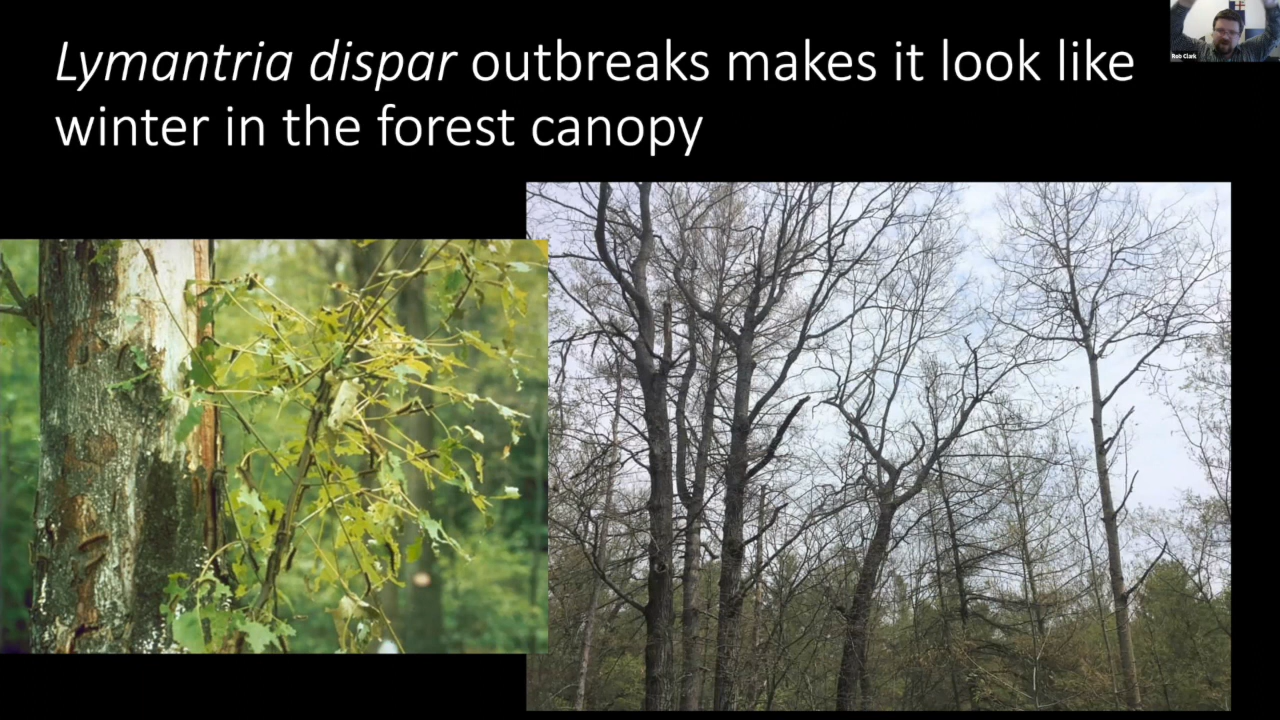 Lymantria dispar outbreaks makes it look like
winter in the forest canopy
Rob Clark